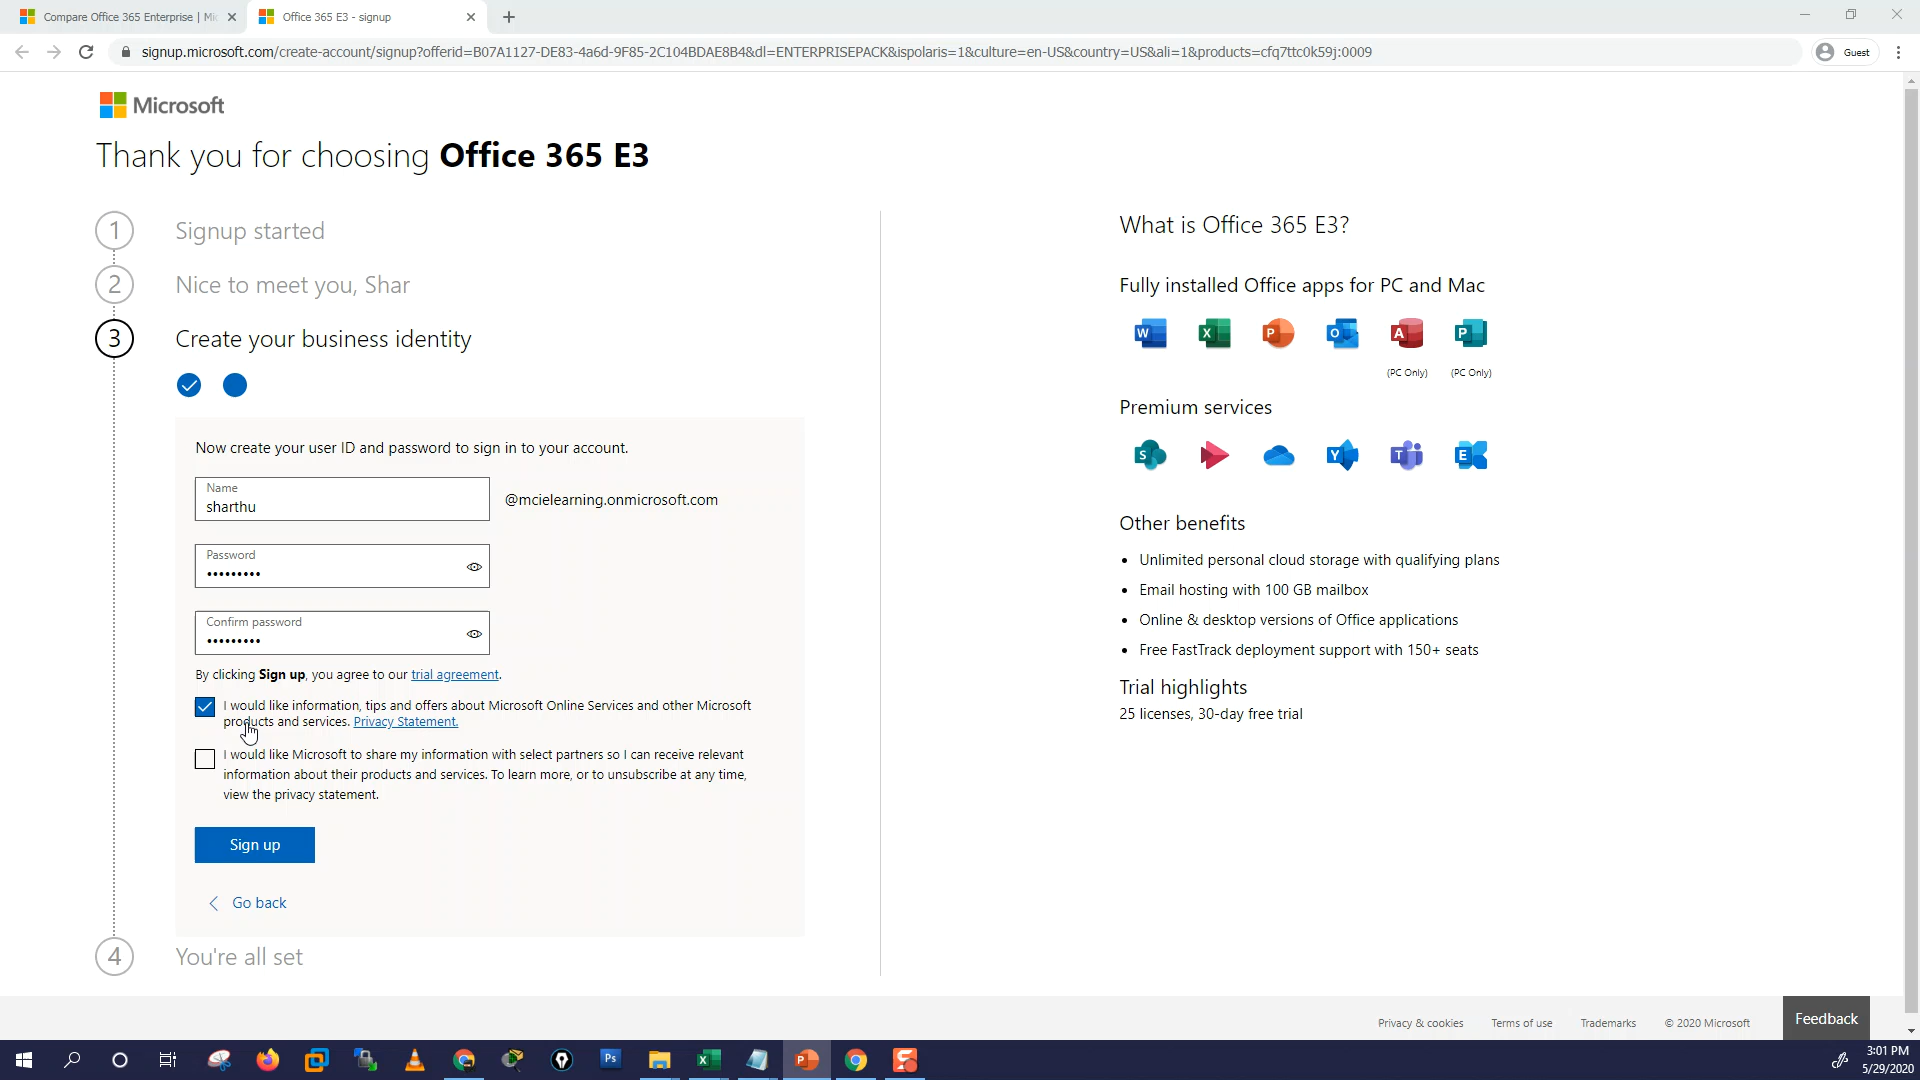 Compare Office 365 Enterprise | Mic
Office 365 E3 - signup
signup.microsoft.com/create-account/signup?offerid=B07A1127-DE83-4a6d-9F85-2C104BDAE8B4&dl=ENTERPRISEPACK&ispolaris=1&culture=en-US&country=US&ali=1&products=cfq7ttc0k59j:0009
Guest
Microsoft
Thank you for choosing Office 365 E3
1 Signup started
2 Nice to meet you, Shar
3 Create your business identity
Now create your user ID and password to sign in to your account.
Name
sharthu
@mcielearning.onmicrosoft.com
Password
•••••••••
Confirm password
•••••••••
By clicking Sign up, you agree to our trial agreement.
I would like information, tips and offers about Microsoft Online Services and other Microsoft
products and services. Privacy Statement.
I would like Microsoft to share my information with select partners so I can receive relevant
information about their products and services. To learn more, or to unsubscribe at any time,
view the privacy statement.
Sign up
Go back
4 You're all set
What is Office 365 E3?
Fully installed Office apps for PC and Mac
W X P O A P
(PC Only) (PC Only)
Premium services
S Y T E
Other benefits
• Unlimited personal cloud storage with qualifying plans
• Email hosting with 100 GB mailbox
• Online & desktop versions of Office applications
• Free FastTrack deployment support with 150+ seats
Trial highlights
25 licenses, 30-day free trial
Privacy & cookies Terms of use Trademarks © 2020 Microsoft
Feedback
Ps X P
3:01 PM
5/29/2020